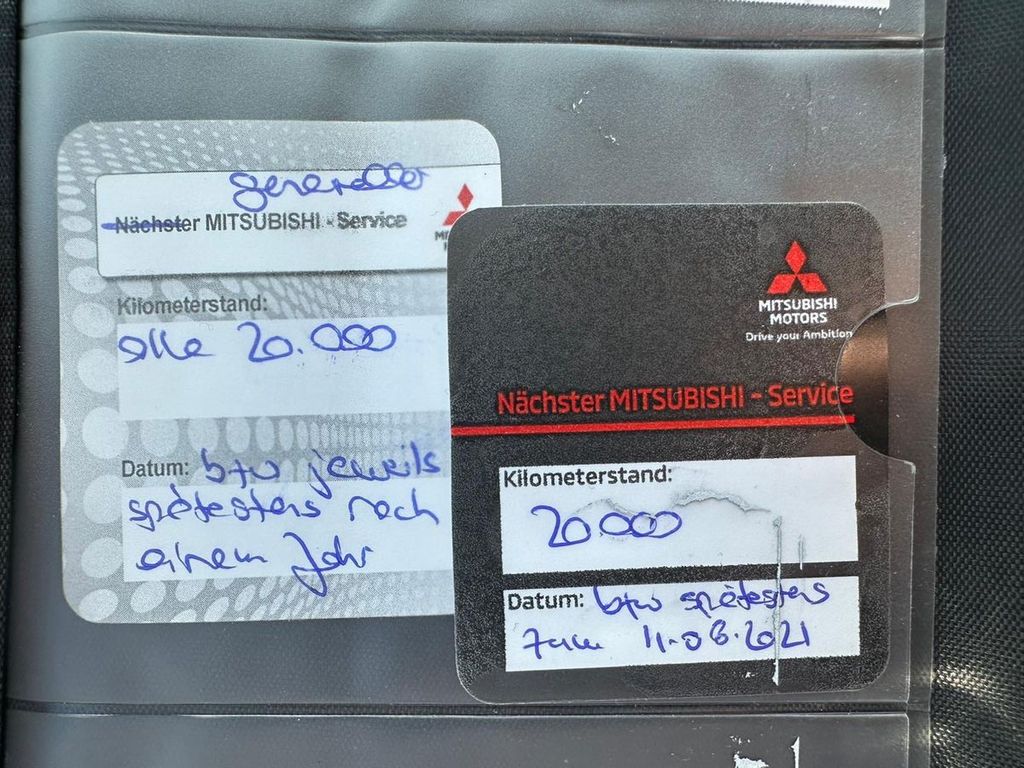 genereller
Nächster MITSUBISHI - Service
Kilometerstand:
alle 20.000
Datum: bzw jeweils
spätestens nach
einem Jahr
MITSUBISHI
MOTORS
Drive your Ambition
Nächster MITSUBISHI - Service
Kilometerstand:
20.000
Datum: bzw spätestens
zum 11.08.2021